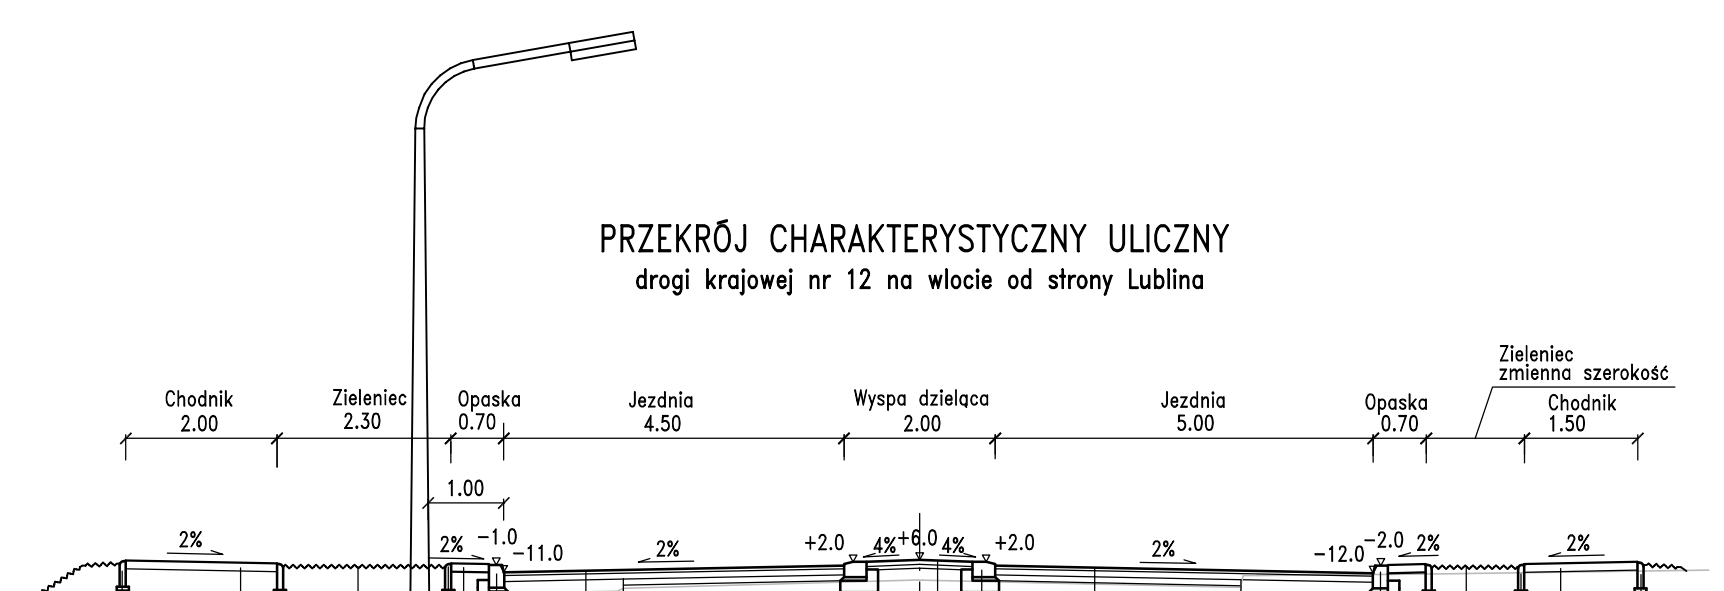 PRZEKRÓJ CHARAKTERYSTYCZNY ULICZNY
drogi krajowej nr 12 na wlocie od strony Lublina
Zieleniec
zmienna szerokość
Chodnik Zieleniec Opaska Jezdnia Wyspa dzieląca Jezdnia Opaska Chodnik
2.00 2.30 0.70 4.50 2.00 5.00 0.70 1.50
1.00
2% 2% -1.0 -11.0 2% +2.0 4% +6.0 4% +2.0 2% -12.0 -2.0 2% 2%